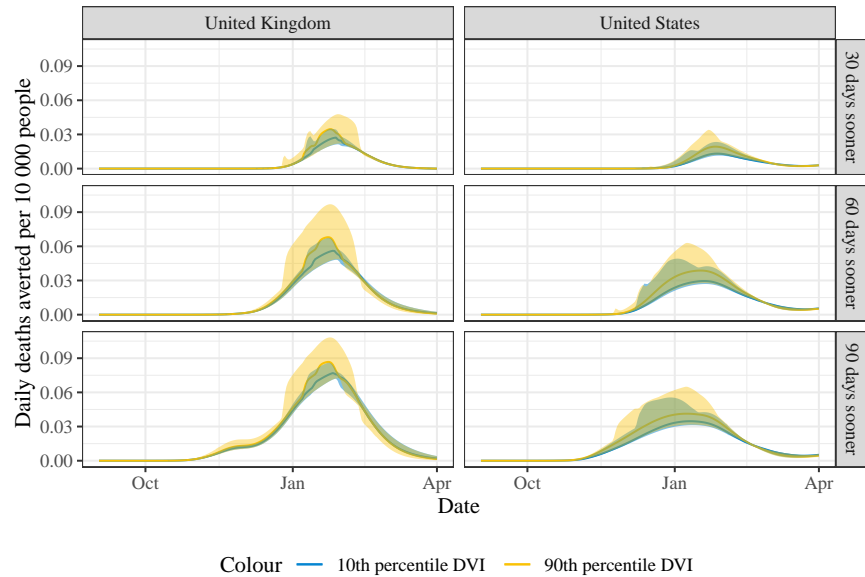 United Kingdom
United States
Daily deaths averted per 10 000 people
0.09
0.06
0.03
0.00
30 days sooner
0.09
0.06
0.03
0.00
60 days sooner
0.09
0.06
0.03
0.00
90 days sooner
Oct
Jan
Apr
Oct
Jan
Apr
Date
Colour
10th percentile DVI
90th percentile DVI